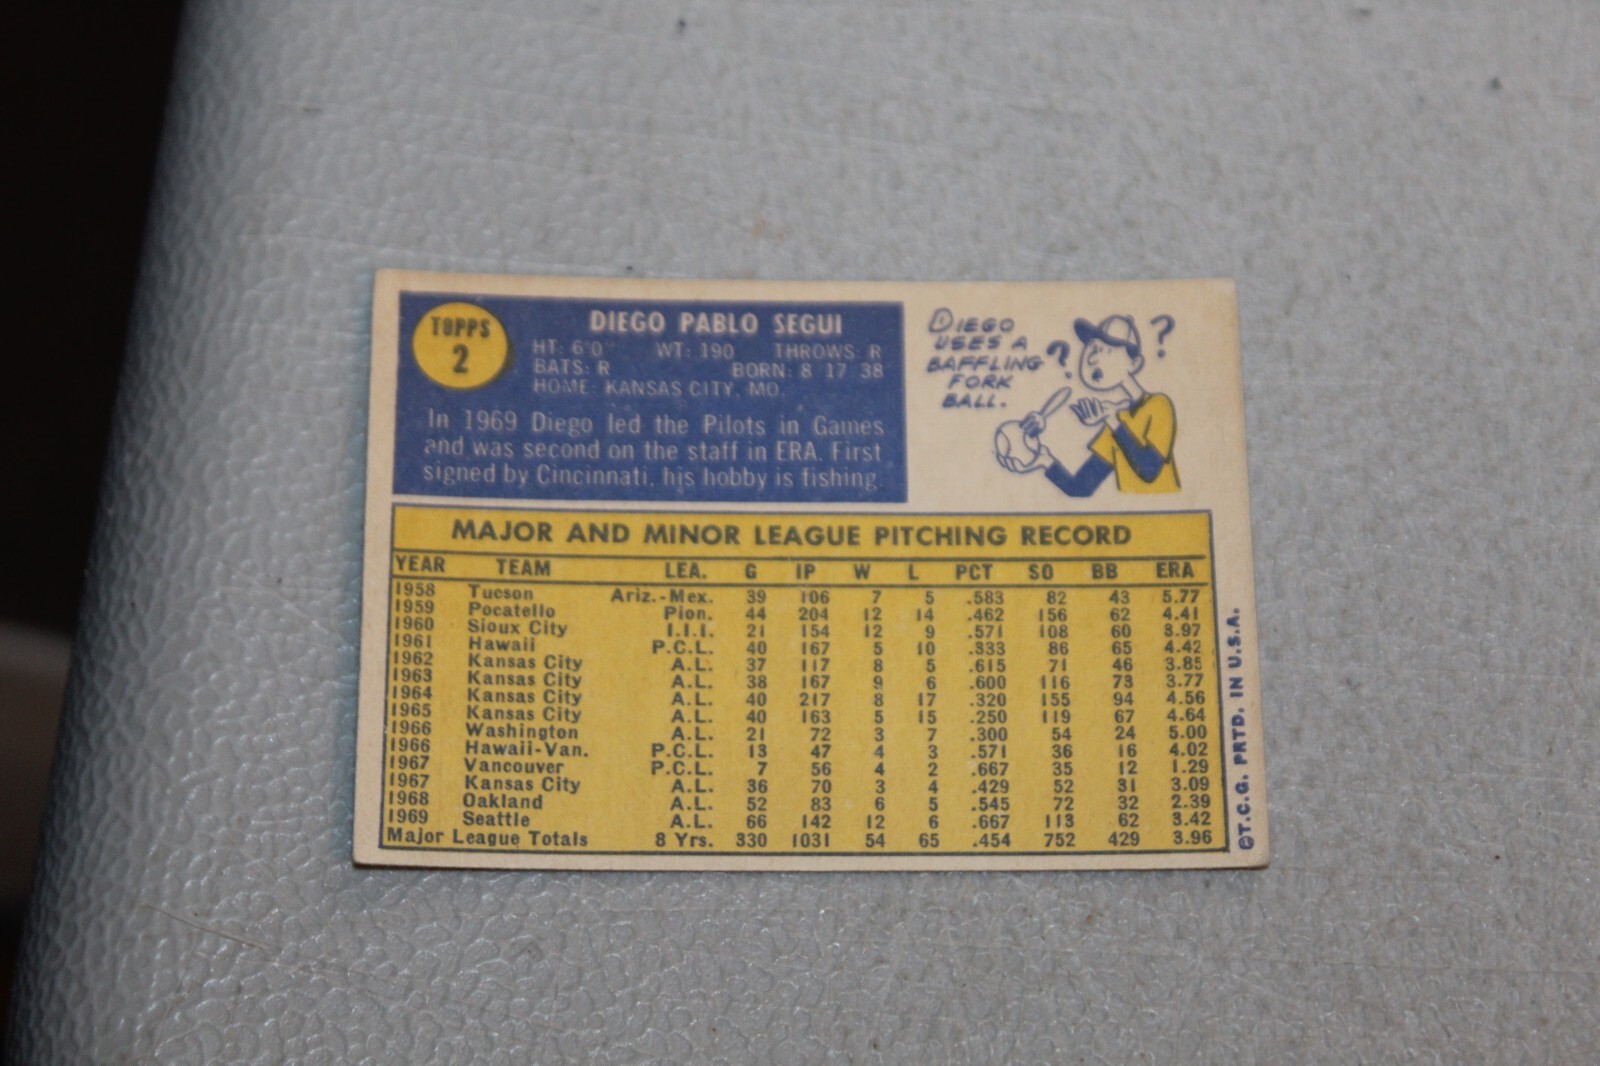 TOPPS
2
DIEGO PABLO SEGUI
HT: 6'0" WT: 190 THROWS: R
BATS: R BORN: 8 17 38
HOME: KANSAS CITY, MO.
In 1969 Diego led the Pilots in Games
and was second on the staff in ERA. First
signed by Cincinnati, his hobby is fishing.
DIEGO
USES A
BAFFLING
FORK
BALL.
? ?
MAJOR AND MINOR LEAGUE PITCHING RECORD
YEAR TEAM LEA. G IP W L PCT SO BB ERA
1958 Tucson Ariz.-Mex. 39 106 7 5 .583 82 43 5.77
1959 Pocatello Pion. 44 204 12 14 .462 156 62 4.41
1960 Sioux City I.I.I. 21 154 12 9 .571 108 60 3.97
1961 Hawaii P.C.L. 40 167 5 10 .333 86 65 4.42
1962 Kansas City A.L. 37 117 8 5 .615 71 46 3.85
1963 Kansas City A.L. 38 167 9 6 .600 116 73 3.77
1964 Kansas City A.L. 40 217 8 17 .320 155 94 4.56
1965 Kansas City A.L. 40 163 5 15 .250 119 67 4.64
1966 Washington A.L. 21 72 3 7 .300 54 24 5.00
1966 Hawaii-Van. P.C.L. 13 47 4 3 .571 36 16 4.02
1967 Vancouver P.C.L. 7 56 4 2 .667 35 12 1.29
1967 Kansas City A.L. 36 70 3 4 .429 52 31 3.09
1968 Oakland A.L. 52 83 6 5 .545 72 32 2.39
1969 Seattle A.L. 66 142 12 6 .667 113 62 3.42
Major League Totals 8 Yrs. 330 1031 54 65 .454 752 429 3.96
©T.C.G. PRTD. IN U.S.A.